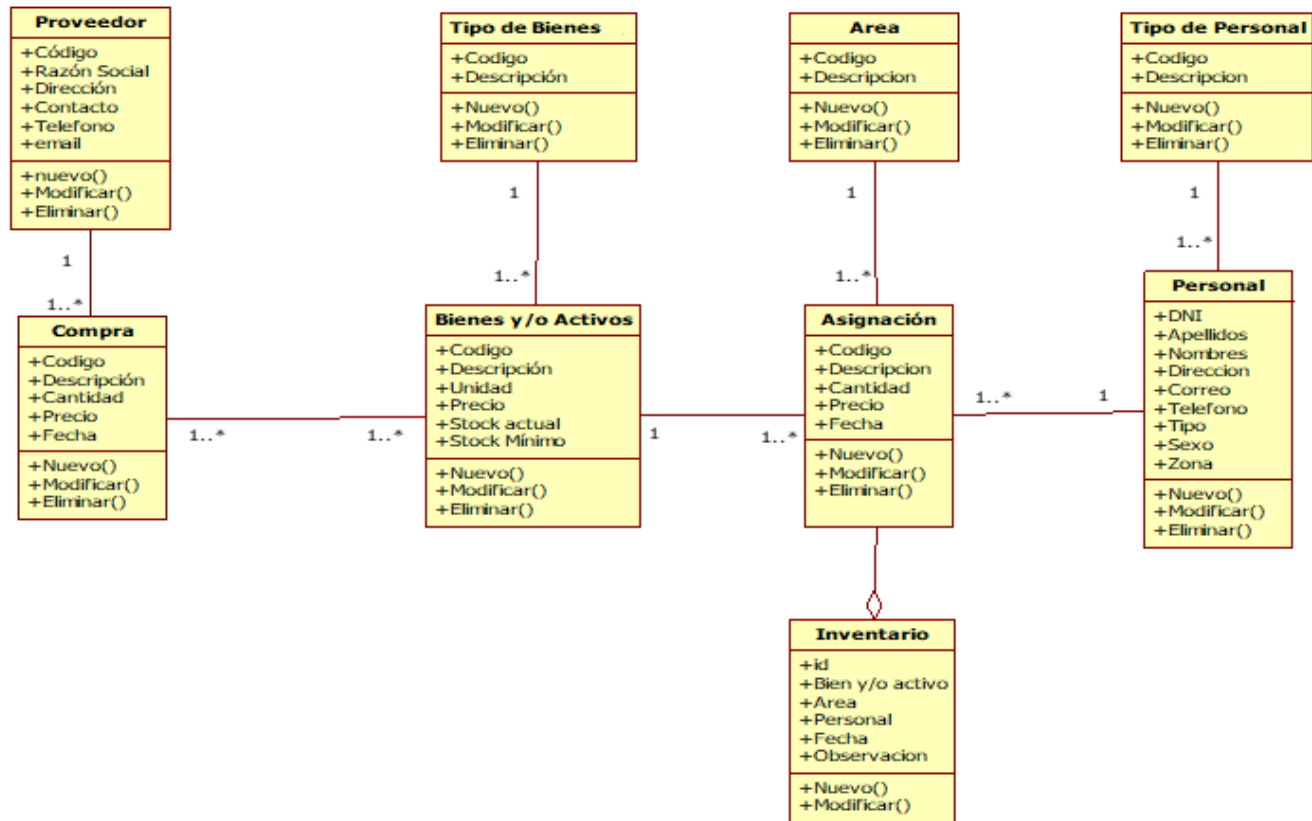 Proveedor
+Código
+Razón Social
+Dirección
+Contacto
+Telefono
+email
+nuevo()
+Modificar()
+Eliminar()
1
1..*
Compra
+Codigo
+Descripción
+Cantidad
+Precio
+Fecha
+Nuevo()
+Modificar()
+Eliminar()
1..*
1..*
Tipo de Bienes
+Codigo
+Descripción
+Nuevo()
+Modificar()
+Eliminar()
1
1..*
Bienes y/o Activos
+Codigo
+Descripción
+Unidad
+Precio
+Stock actual
+Stock Mínimo
+Nuevo()
+Modificar()
+Eliminar()
1
1..*
Area
+Codigo
+Descripcion
+Nuevo()
+Modificar()
+Eliminar()
1
1..*
Asignación
+Codigo
+Descripcion
+Cantidad
+Precio
+Fecha
+Nuevo()
+Modificar()
+Eliminar()
1..*
1
Tipo de Personal
+Codigo
+Descripcion
+Nuevo()
+Modificar()
+Eliminar()
1
1..*
Personal
+DNI
+Apellidos
+Nombres
+Direccion
+Correo
+Telefono
+Tipo
+Sexo
+Zona
+Nuevo()
+Modificar()
+Eliminar()
Inventario
+id
+Bien y/o activo
+Area
+Personal
+Fecha
+Observacion
+Nuevo()
+Modificar()